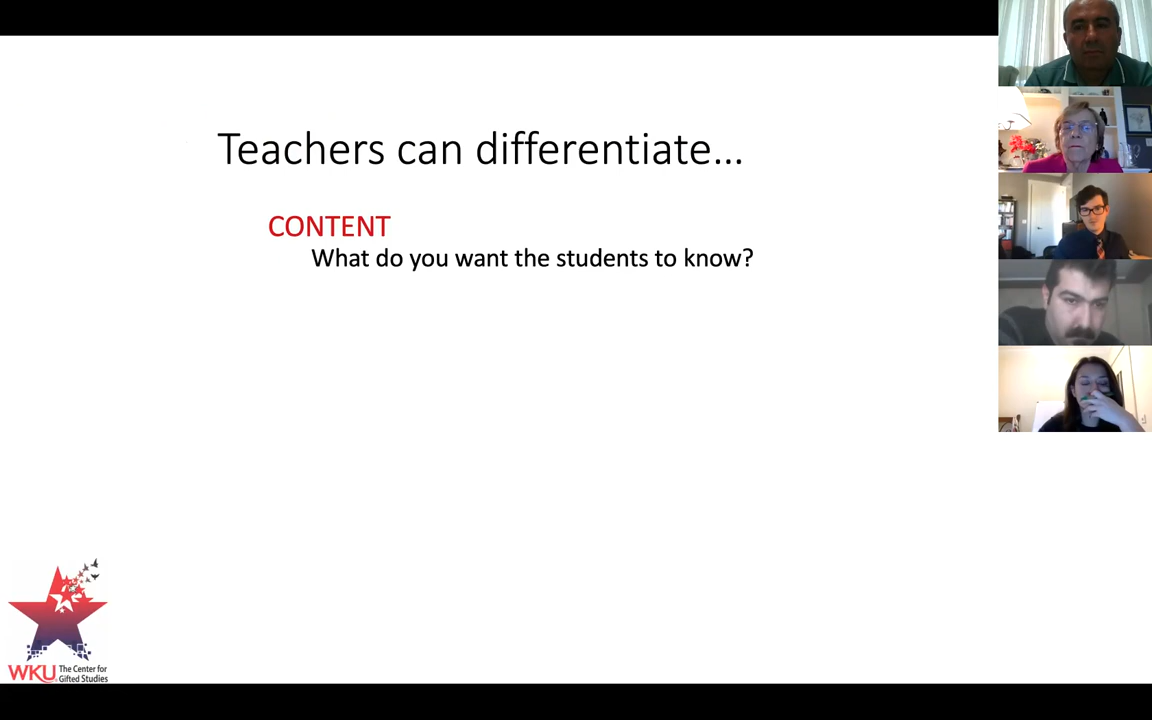 Teachers can differentiate...
CONTENT
What do you want the students to know?
WKU. The Center for
Gifted Studies